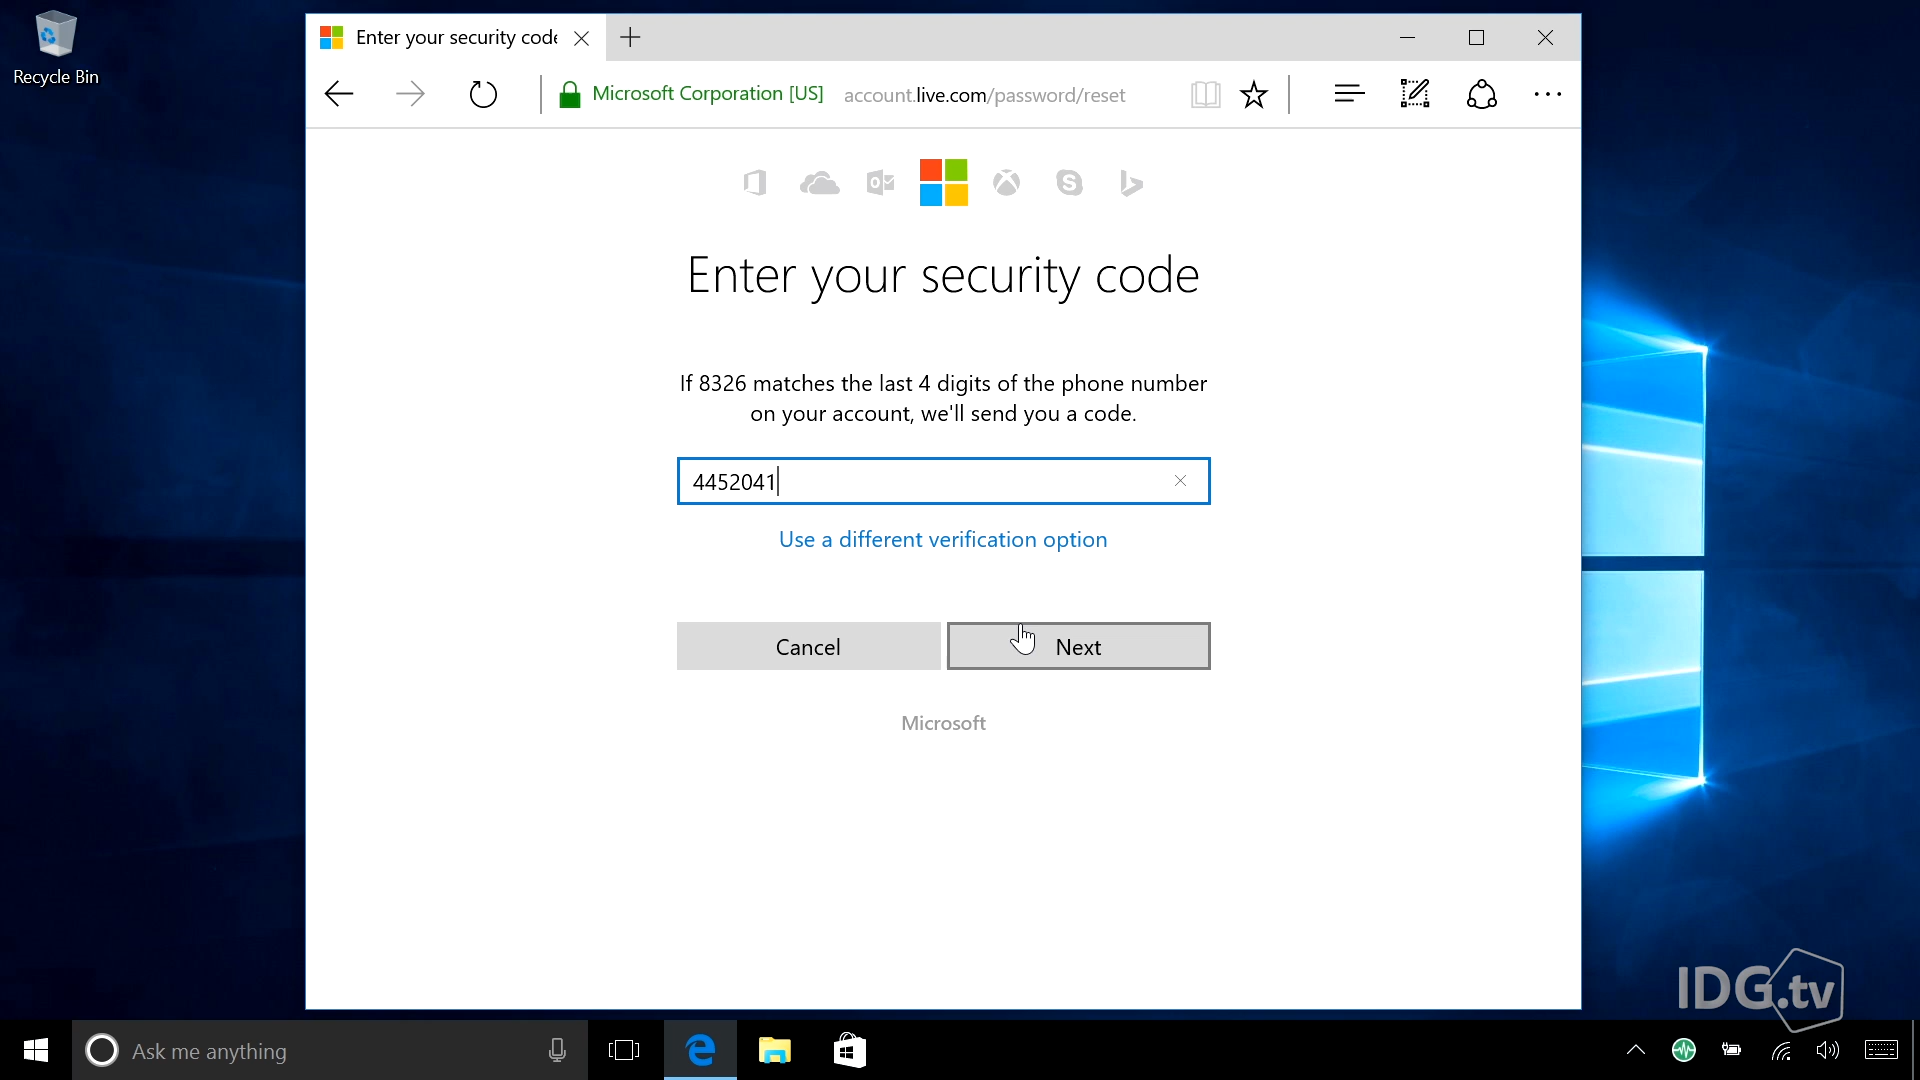 Recycle Bin
Enter your security code
Microsoft Corporation [US] account.live.com/password/reset
Enter your security code
If 8326 matches the last 4 digits of the phone number
on your account, we'll send you a code.
4452041
Use a different verification option
Cancel
Next
Microsoft
IDG.tv
Ask me anything